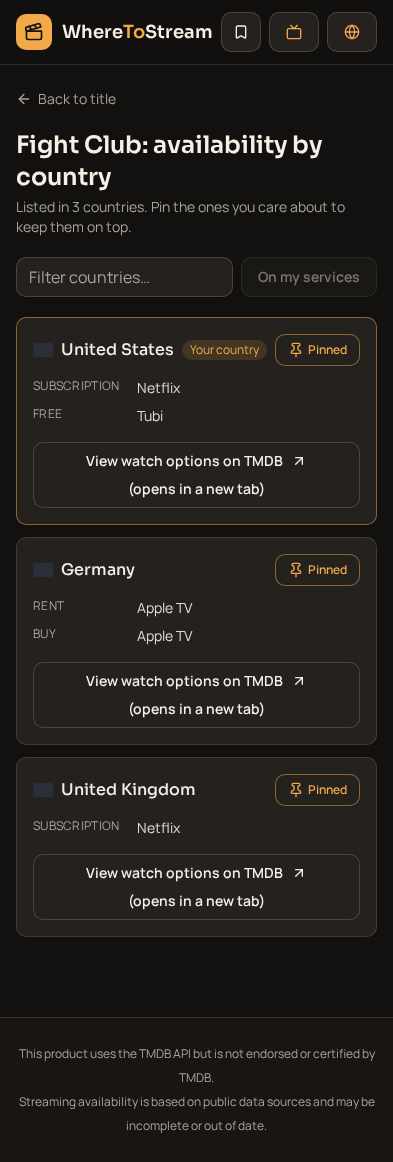 WhereToStream
Back to title
Fight Club: availability by
country
Listed in 3 countries. Pin the ones you care about to
keep them on top.
Filter countries...
On my services
United States
Your country
Pinned
SUBSCRIPTION
Netflix
FREE
Tubi
View watch options on TMDB
(opens in a new tab)
Germany
Pinned
RENT
Apple TV
BUY
Apple TV
View watch options on TMDB
(opens in a new tab)
United Kingdom
Pinned
SUBSCRIPTION
Netflix
View watch options on TMDB
(opens in a new tab)
This product uses the TMDB API but is not endorsed or certified by
TMDB.
Streaming availability is based on public data sources and may be
incomplete or out of date.